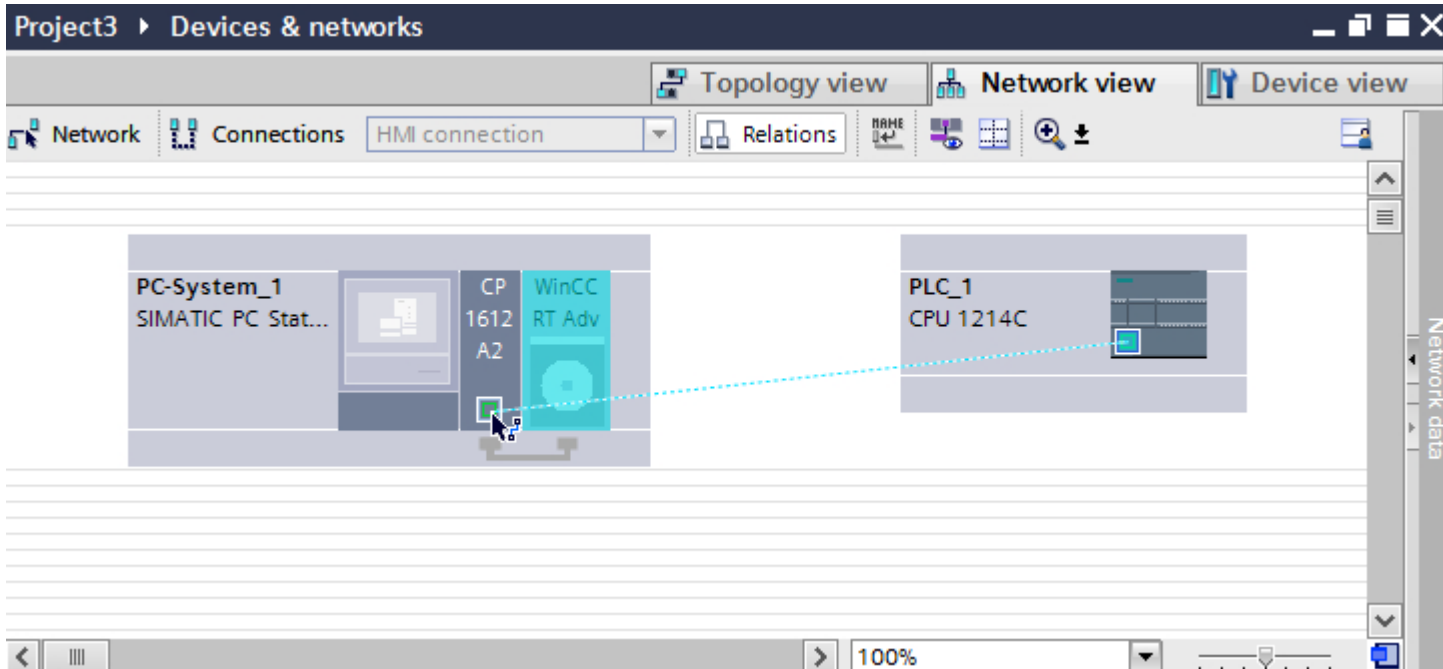 Project3 ▸ Devices & networks
Topology view
Network view
Device view
Network
Connections
HMI connection
Relations
NAME
PC-System_1
SIMATIC PC Stat...
CP
1612
A2
WinCC
RT Adv
PLC_1
CPU 1214C
Network data
100%